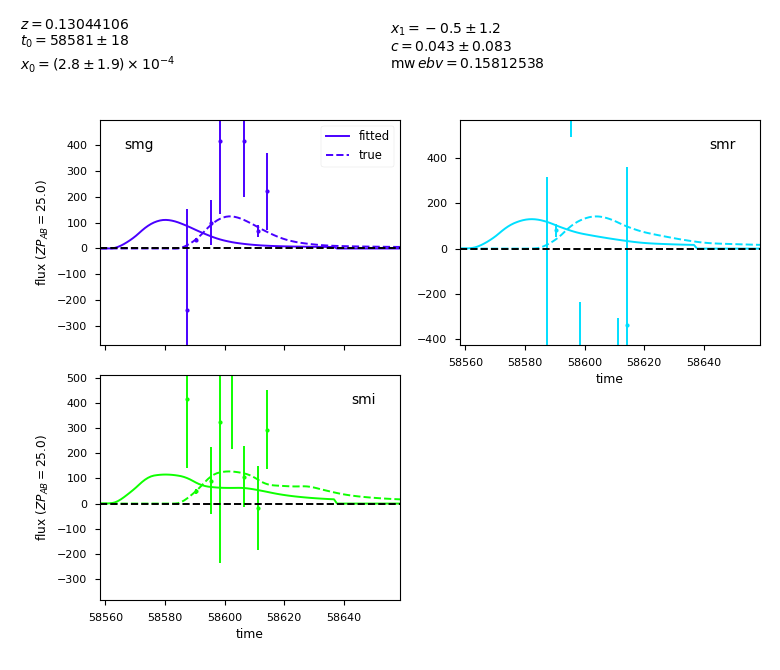 z = 0.13044106
t₀ = 58581 ± 18
x₀ = (2.8 ± 1.9) × 10⁻⁴
x₁ = −0.5 ± 1.2
c = 0.043 ± 0.083
mw ebv = 0.15812538
smg
fitted
true
400
300
200
100
0
−100
−200
−300
flux (ZP_AB = 25.0)
smr
400
200
0
−200
−400
58560 58580 58600 58620 58640
time
smi
500
400
300
200
100
0
−100
−200
−300
flux (ZP_AB = 25.0)
58560 58580 58600 58620 58640
time